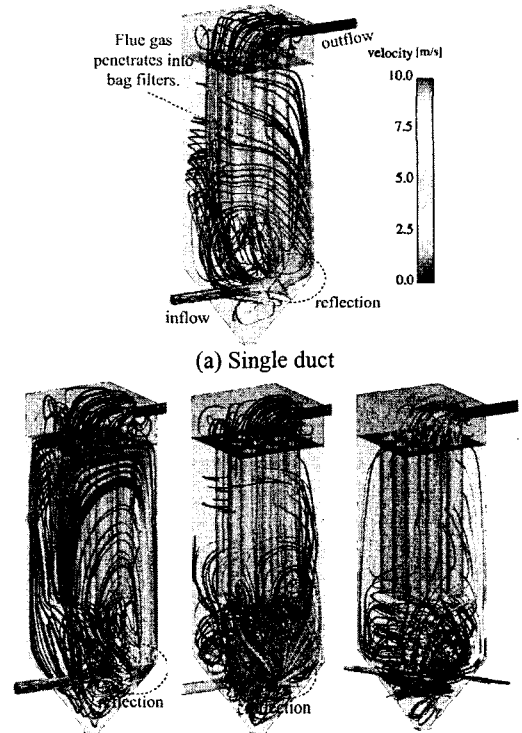 Flue gas
penetrates into
bag filters.
outflow
velocity [m/s]
10.0
7.5
5.0
2.5
0.0
inflow
reflection
(a) Single duct
reflection
reflection